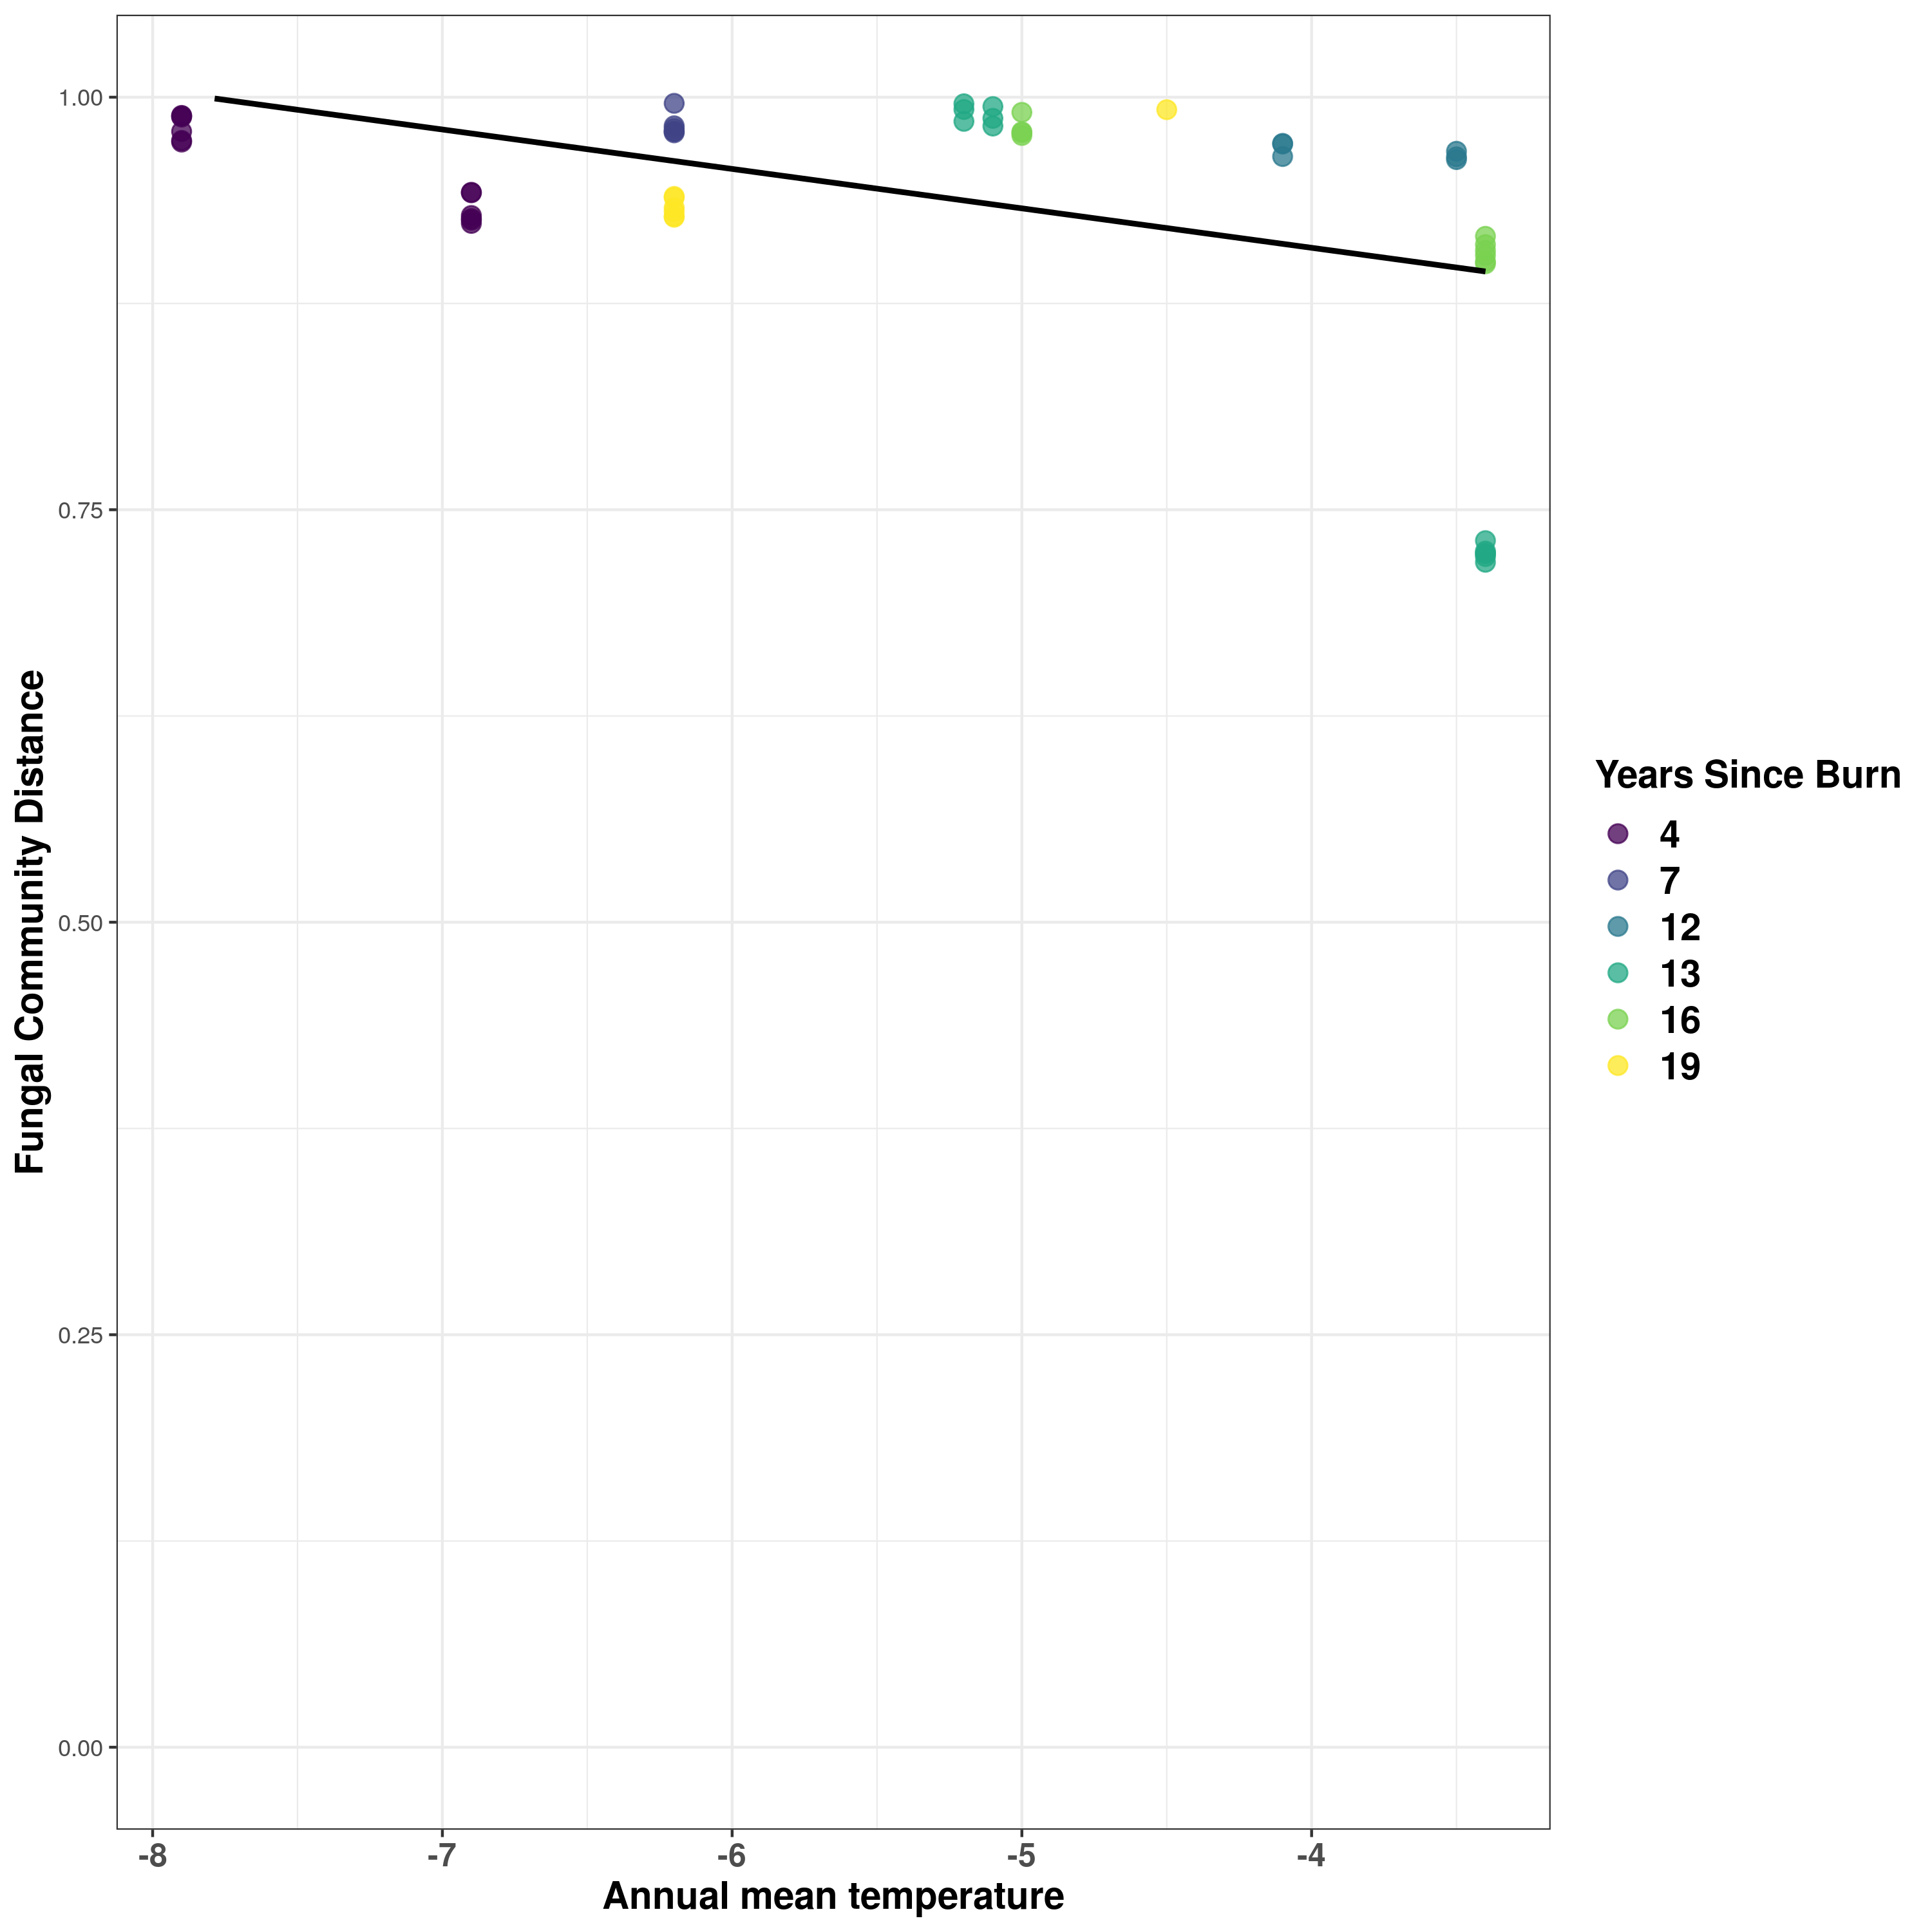 Fungal Community Distance
1.00
0.75
0.50
0.25
0.00
-8 -7 -6 -5 -4
Annual mean temperature
Years Since Burn
4
7
12
13
16
19